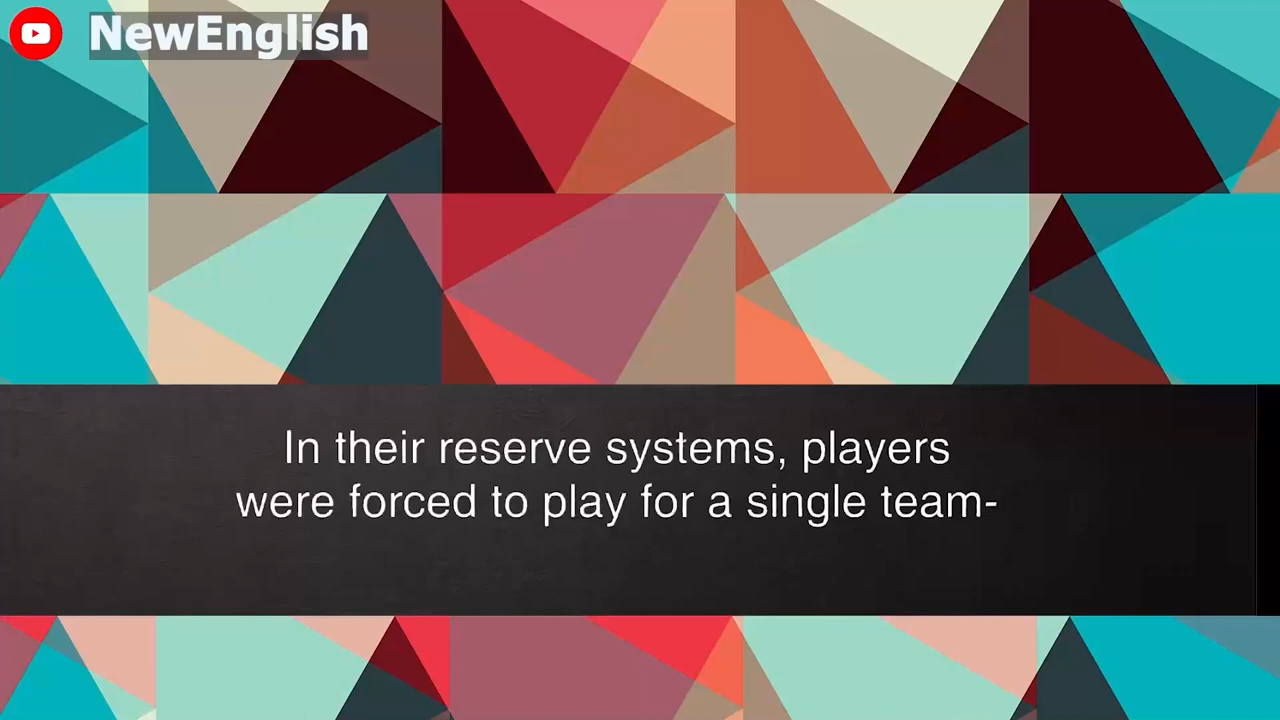 NewEnglish
In their reserve systems, players
were forced to play for a single team-